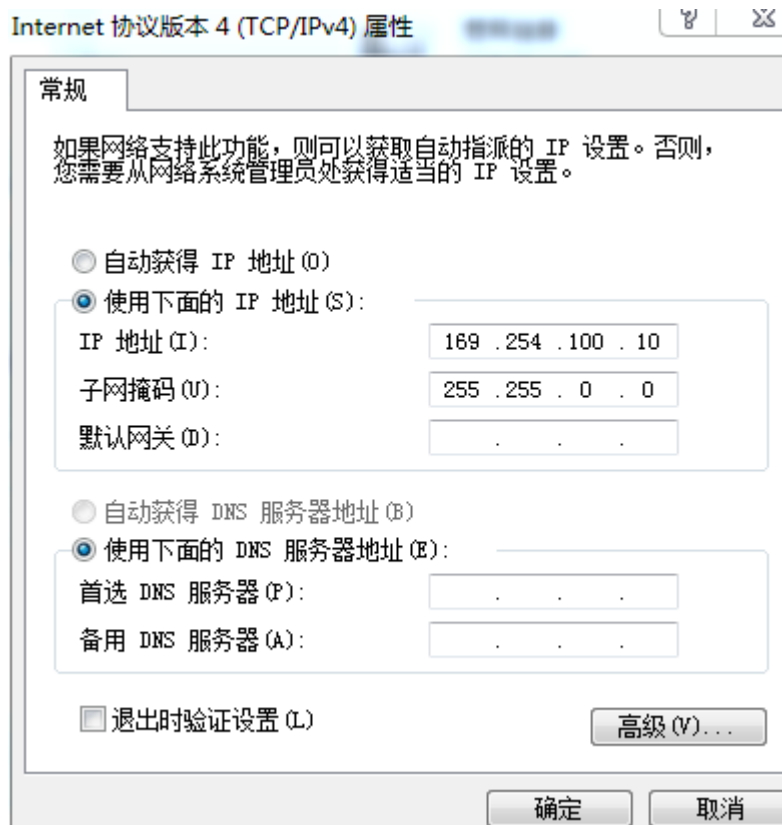 Internet 协议版本 4 (TCP/IPv4) 属性
常规
如果网络支持此功能，则可以获取自动指派的 IP 设置。否则，
您需要从网络系统管理员处获得适当的 IP 设置。
自动获得 IP 地址(O)
使用下面的 IP 地址(S):
IP 地址(I): 169 .254 .100 . 10
子网掩码(U): 255 .255 . 0 . 0
默认网关(D): . . .
自动获得 DNS 服务器地址(B)
使用下面的 DNS 服务器地址(E):
首选 DNS 服务器(P): . . .
备用 DNS 服务器(A): . . .
退出时验证设置(L)
高级(V)...
确定 取消